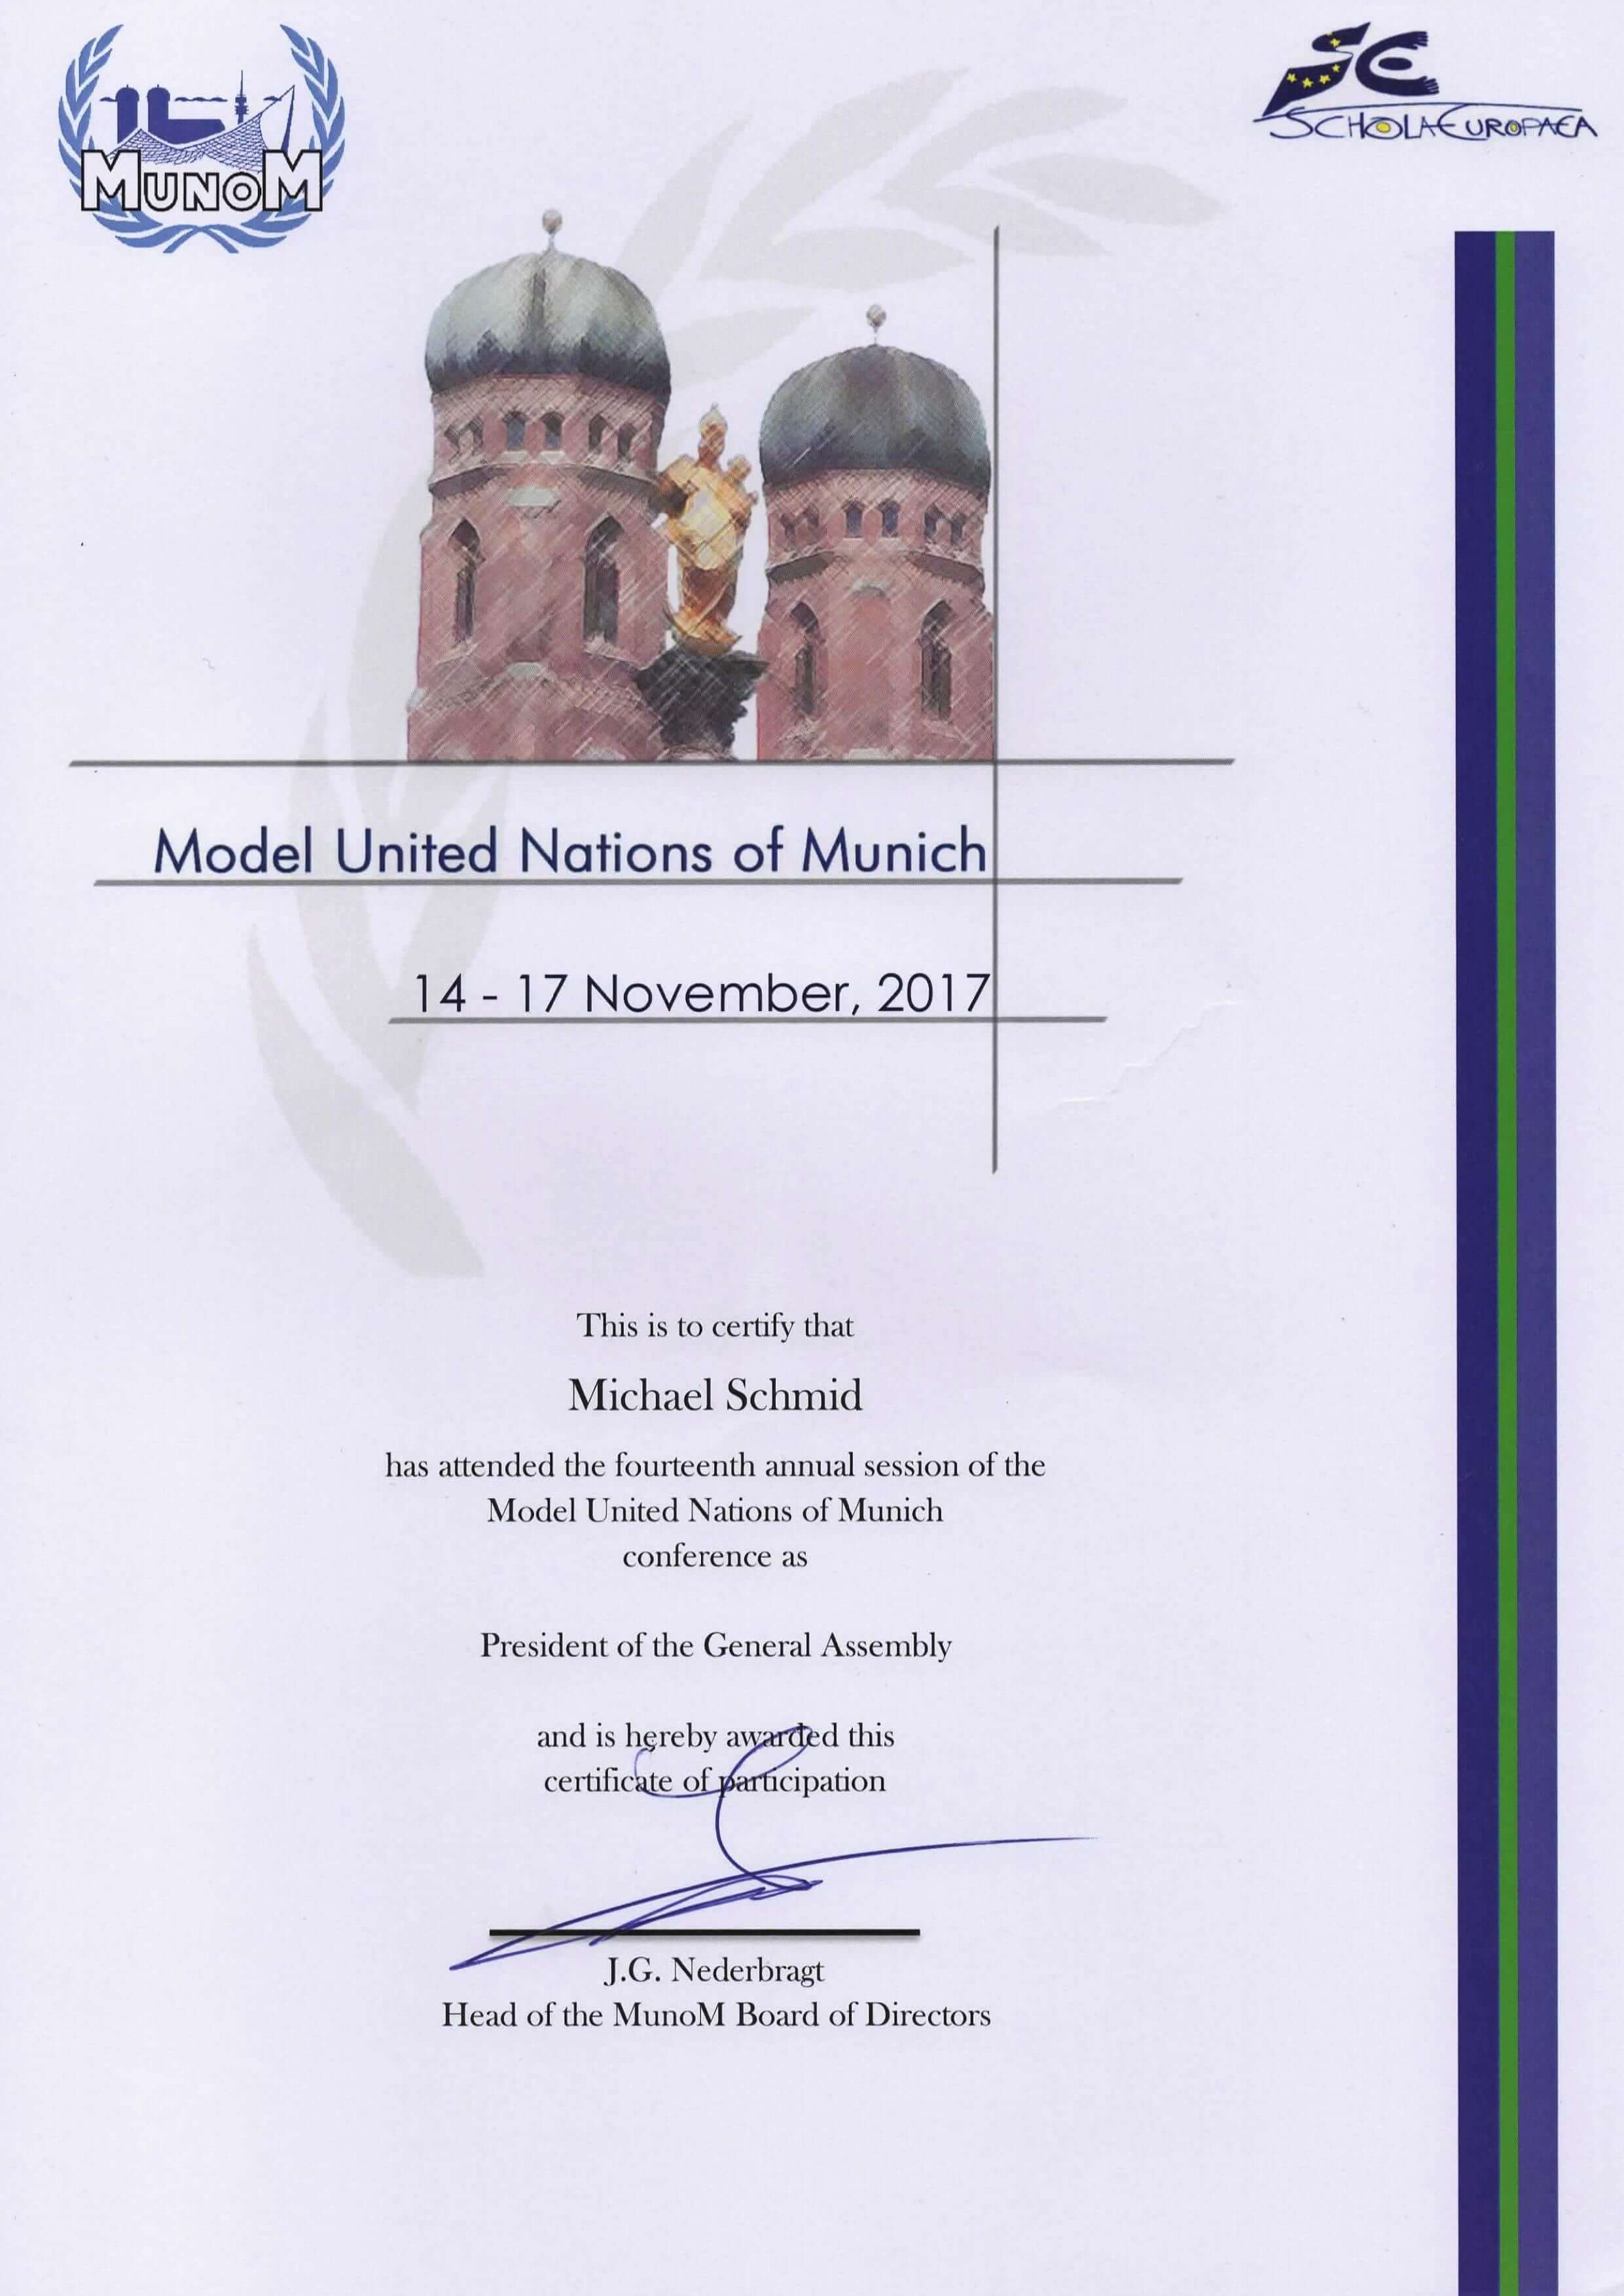 MUNOM
SCHOLA EUROPAEA
Model United Nations of Munich
14 - 17 November, 2017
This is to certify that
Michael Schmid
has attended the fourteenth annual session of the
Model United Nations of Munich
conference as
President of the General Assembly
and is hereby awarded this
certificate of participation
J.G. Nederbragt
Head of the MunoM Board of Directors